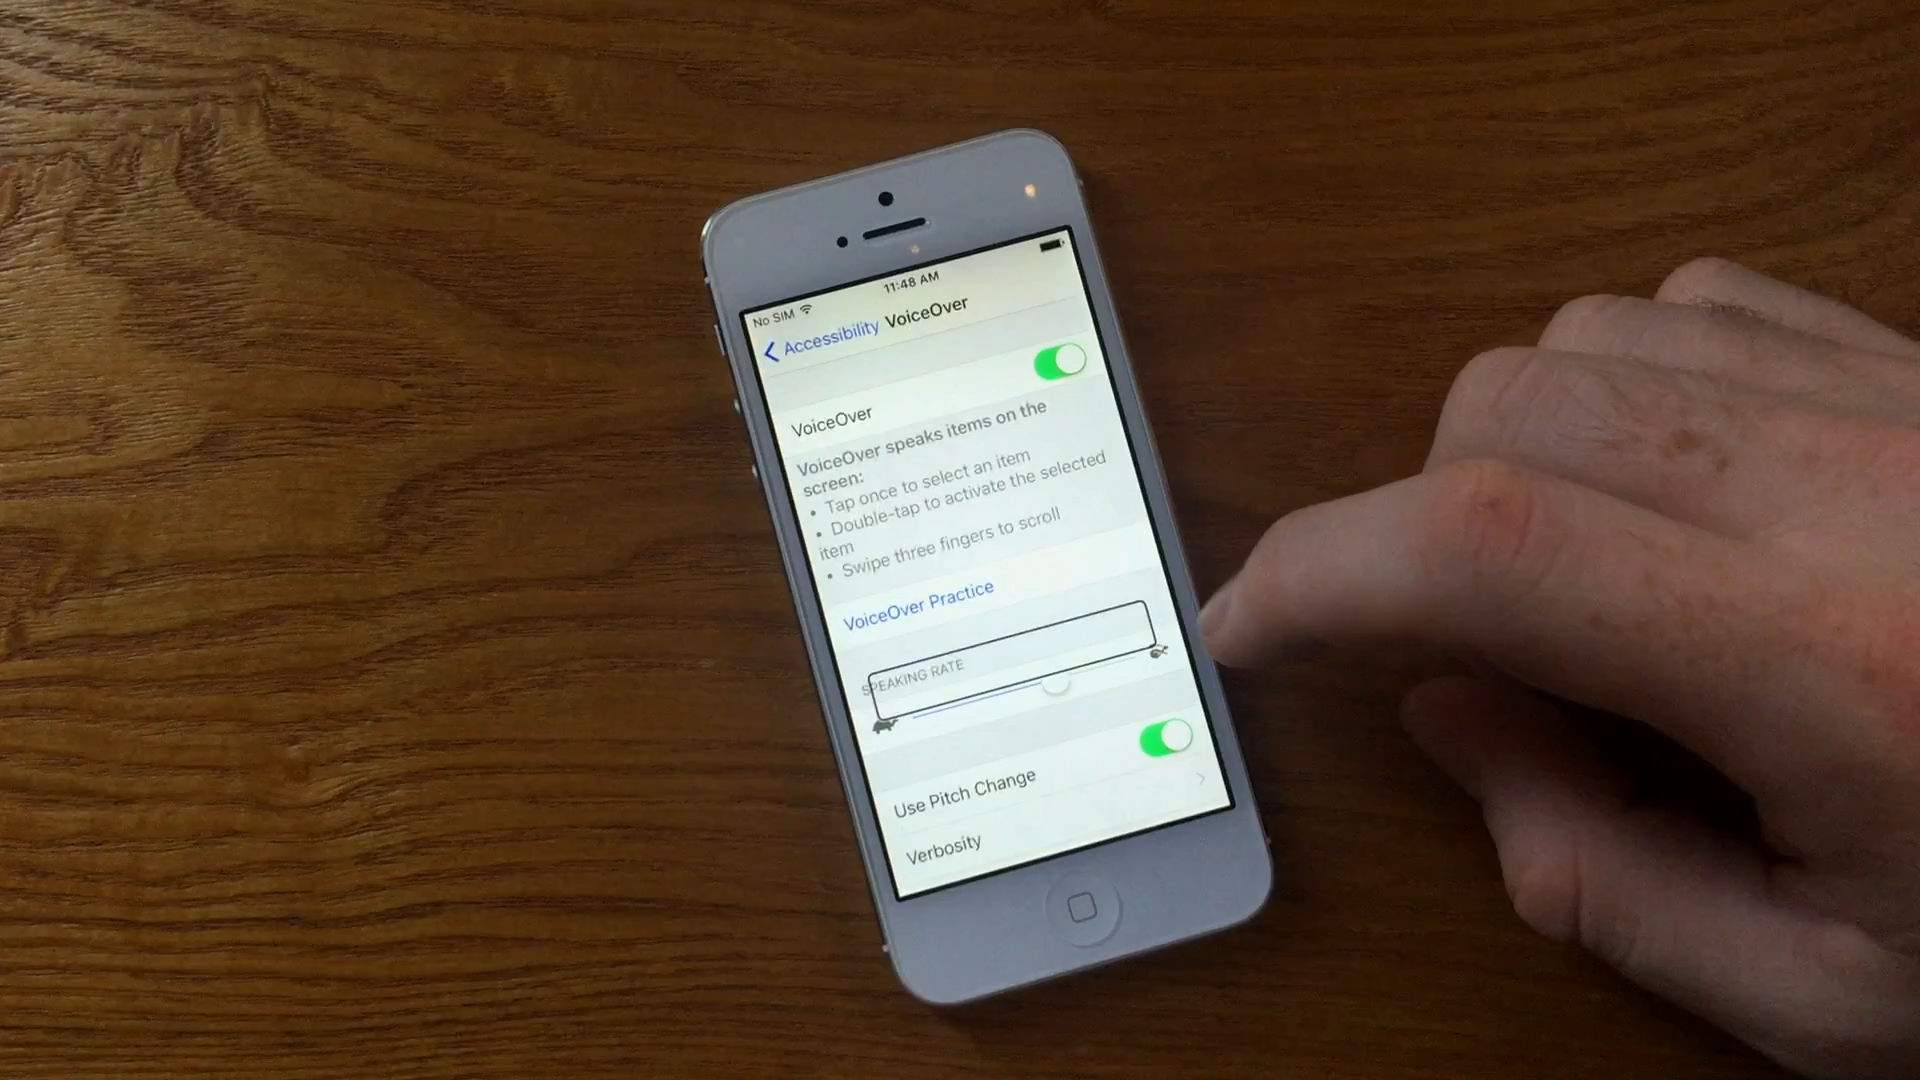 No SIM
11:48 AM
Accessibility VoiceOver
VoiceOver
VoiceOver speaks items on the
screen:
• Tap once to select an item
• Double-tap to activate the selected
item
• Swipe three fingers to scroll
VoiceOver Practice
SPEAKING RATE
Use Pitch Change
Verbosity